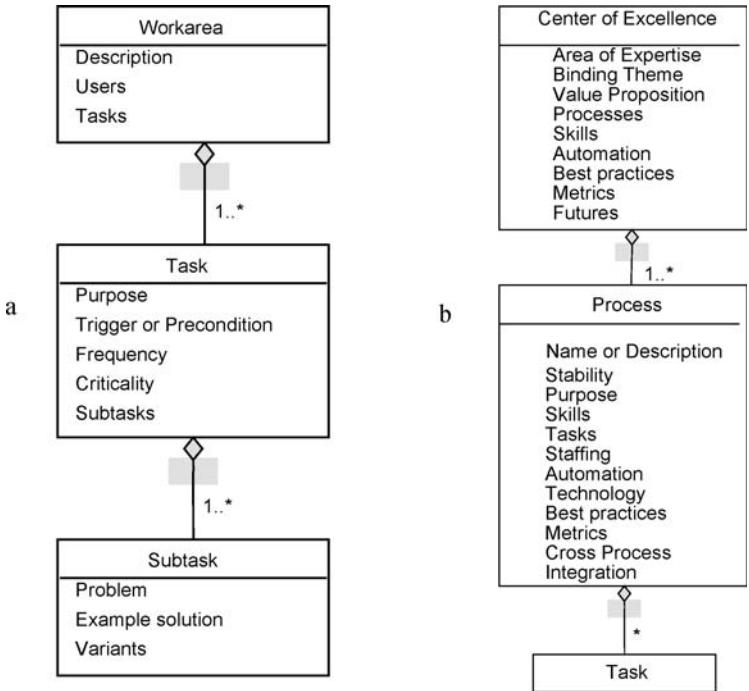 Workarea
Description
Users
Tasks
1..*
Task
Purpose
Trigger or Precondition
Frequency
Criticality
Subtasks
1..*
Subtask
Problem
Example solution
Variants
a
Center of Excellence
Area of Expertise
Binding Theme
Value Proposition
Processes
Skills
Automation
Best practices
Metrics
Futures
1..*
Process
Name or Description
Stability
Purpose
Skills
Tasks
Staffing
Automation
Technology
Best practices
Metrics
Cross Process
Integration
*
Task
b